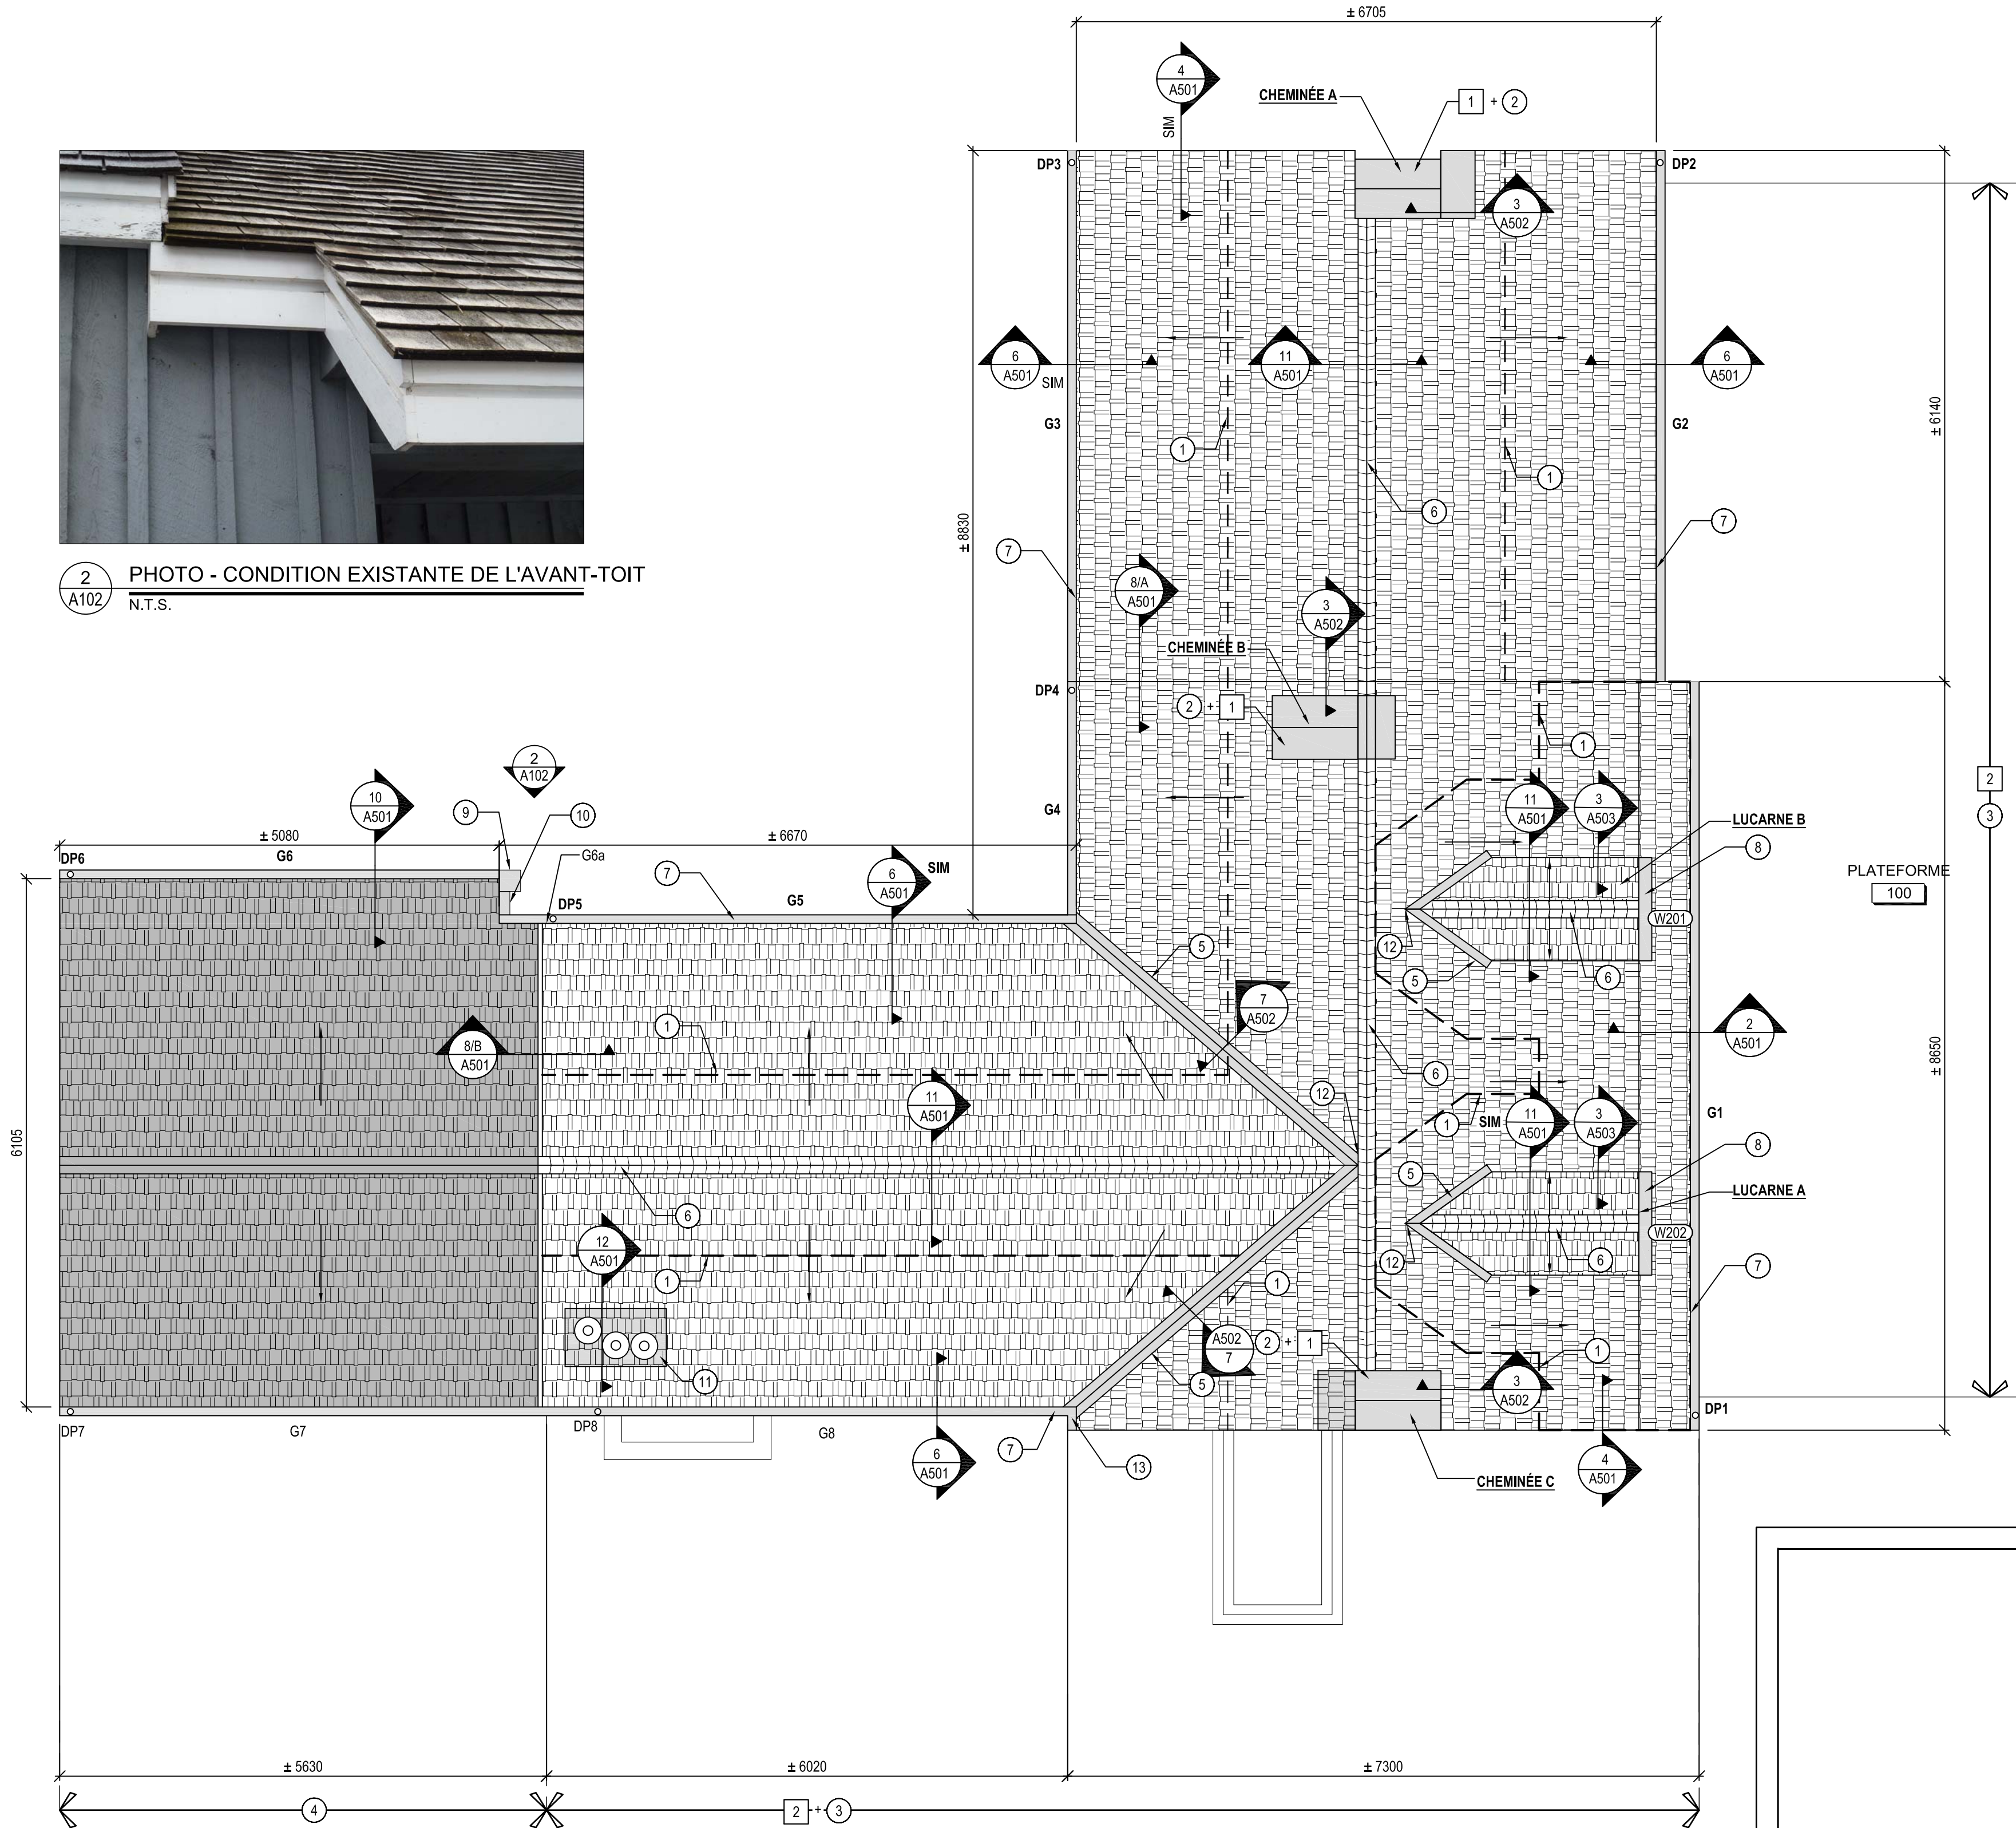 ± 6705
4
A501
SIM
CHEMINÉE A
1 + 2
DP3
DP2
3
A502
6
A501
SIM
11
A501
6
A501
G3
G2
± 6140
1
1
6
7
7
± 8830
2
A102
PHOTO - CONDITION EXISTANTE DE L'AVANT-TOIT
N.T.S.
8/A
A501
3
A502
CHEMINÉE B
DP4
2 + 1
1
2
3
2
A102
10
A501
9
10
G4
11
A501
3
A503
LUCARNE B
8
± 5080
± 6670
DP6
G6
G6a
7
6
A501
SIM
PLATEFORME
100
DP5
G5
W201
5
12
5
6
7
A502
1
2
A501
8/B
A501
6
11
A501
12
1
SIM
11
A501
3
A503
G1
± 8650
8
6105
5
LUCARNE A
6
W202
12
A501
12
6
7
1
1
A502
7
2 + 1
1
11
5
3
A502
DP1
DP7
G7
DP8
G8
7
13
6
A501
4
A501
CHEMINÉE C
± 5630
± 6020
± 7300
4
2 + 3